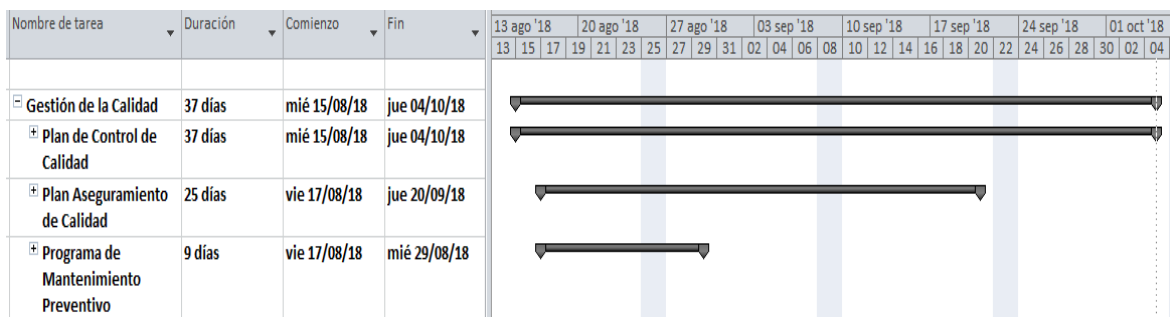 Nombre de tarea Duración Comienzo Fin 13 ago '18 20 ago '18 27 ago '18 03 sep '18 10 sep '18 17 sep '18 24 sep '18 01 oct '18
13 15 17 19 21 23 25 27 29 31 02 04 06 08 10 12 14 16 18 20 22 24 26 28 30 02 04
Gestión de la Calidad 37 días mié 15/08/18 jue 04/10/18
Plan de Control de 37 días mié 15/08/18 jue 04/10/18
Calidad
Plan Aseguramiento 25 días vie 17/08/18 jue 20/09/18
de Calidad
Programa de 9 días vie 17/08/18 mié 29/08/18
Mantenimiento
Preventivo